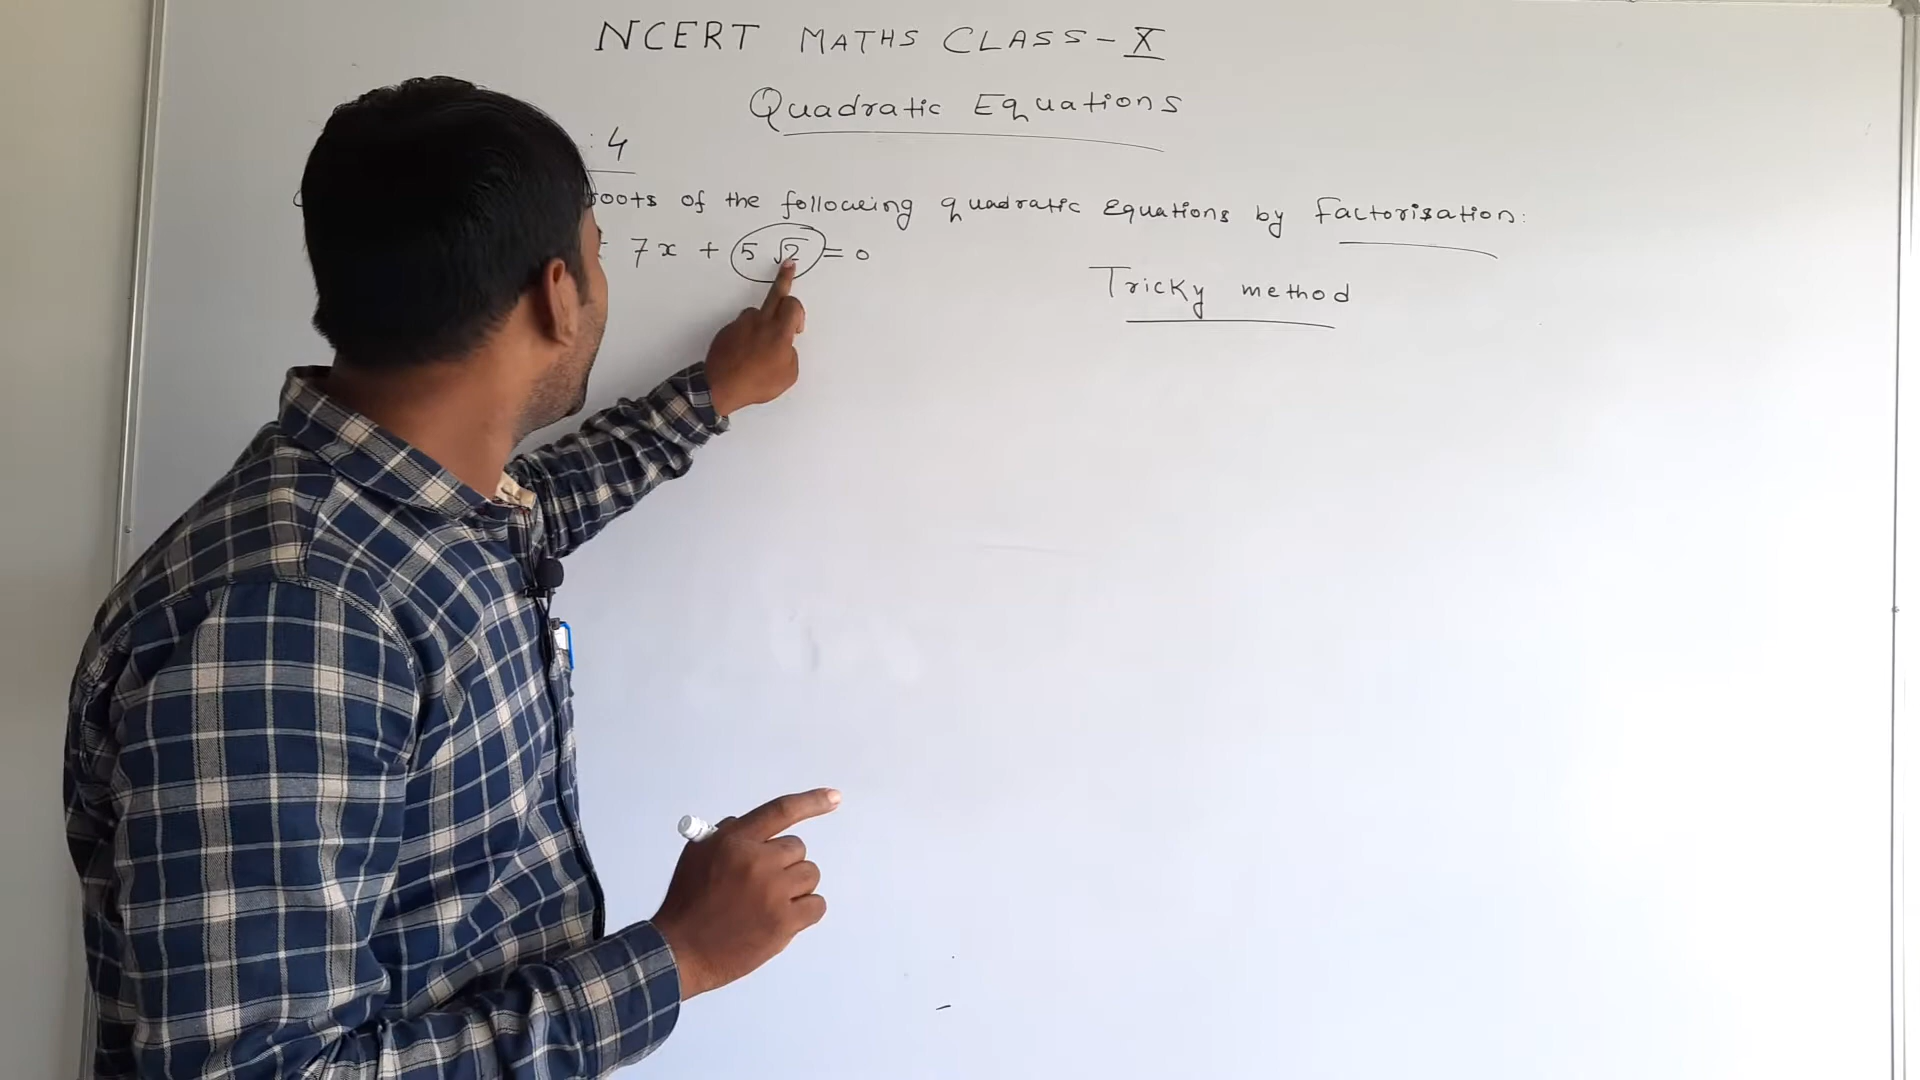 NCERT MATHS CLASS - X
Quadratic Equations
: 4
roots of the following quadratic Equations by Factorisation:
+ 7x + 5 √2 = 0
Tricky method